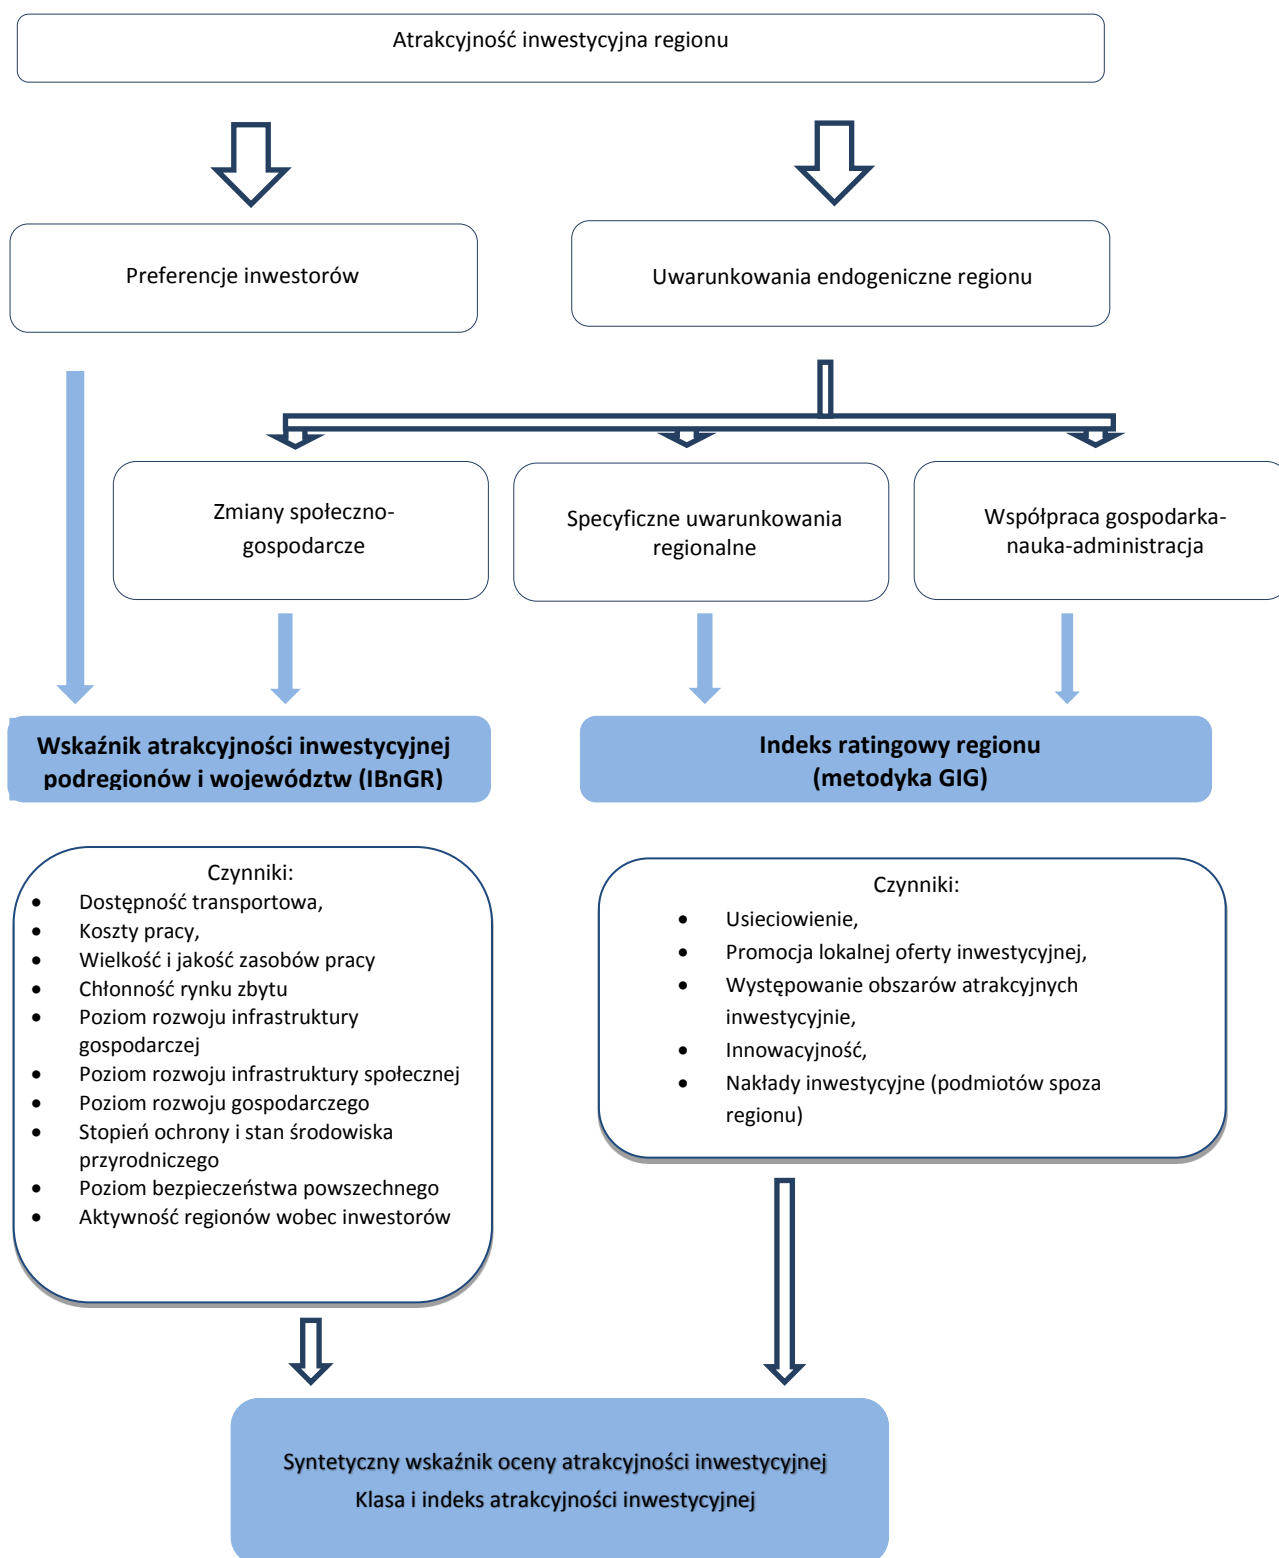 Atrakcyjność inwestycyjna regionu
Preferencje inwestorów
Uwarunkowania endogeniczne regionu
Zmiany społeczno-
gospodarcze
Specyficzne uwarunkowania
regionalne
Współpraca gospodarka-
nauka-administracja
Wskaźnik atrakcyjności inwestycyjnej
podregionów i województw (IBnGR)
Indeks ratingowy regionu
(metodyka GIG)
Czynniki:
• Dostępność transportowa,
• Koszty pracy,
• Wielkość i jakość zasobów pracy
• Chłonność rynku zbytu
• Poziom rozwoju infrastruktury
gospodarczej
• Poziom rozwoju infrastruktury społecznej
• Poziom rozwoju gospodarczego
• Stopień ochrony i stan środowiska
przyrodniczego
• Poziom bezpieczeństwa powszechnego
• Aktywność regionów wobec inwestorów
Czynniki:
• Usieciowienie,
• Promocja lokalnej oferty inwestycyjnej,
• Występowanie obszarów atrakcyjnych
inwestycyjnie,
• Innowacyjność,
• Nakłady inwestycyjne (podmiotów spoza
regionu)
Syntetyczny wskaźnik oceny atrakcyjności inwestycyjnej
Klasa i indeks atrakcyjności inwestycyjnej